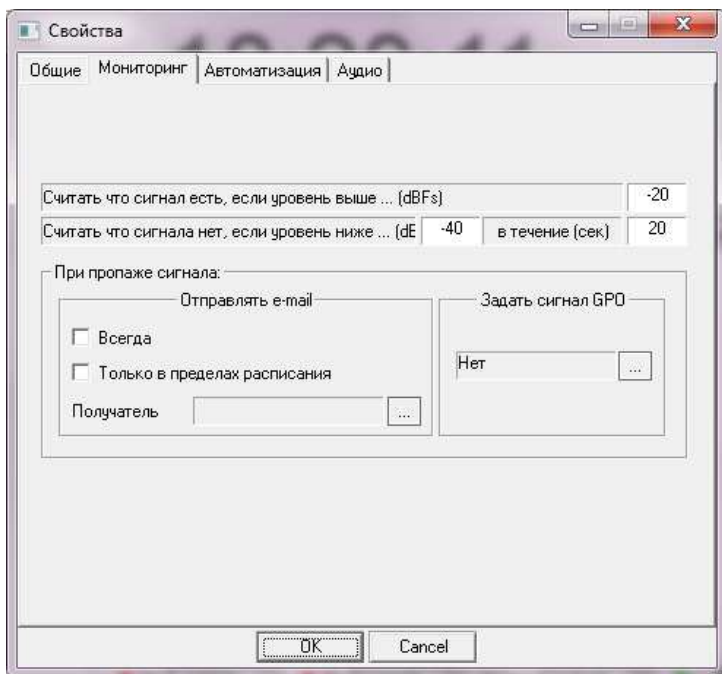 Свойства
Общие Мониторинг Автоматизация Аудио
Считать что сигнал есть, если уровень выше ... (dBFs) -20
Считать что сигнала нет, если уровень ниже ... (dE -40 в течение (сек) 20
При пропаже сигнала:
Отправлять e-mail Задать сигнал GPO
Всегда
Только в пределах расписания
Нет ...
Получатель ...
OK Cancel